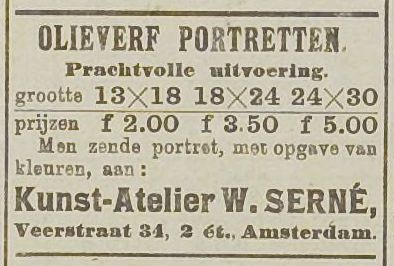 OLIEVERF PORTRETTEN.
Prachtvolle uitvoering.
grootte 13×18 18×24 24×30
prijzen f 2.00 f 3.50 f 5.00
Men zende portret, met opgave van
kleuren, aan :
Kunst-Atelier W. SERNÉ,
Veerstraat 34, 2 ét., Amsterdam.